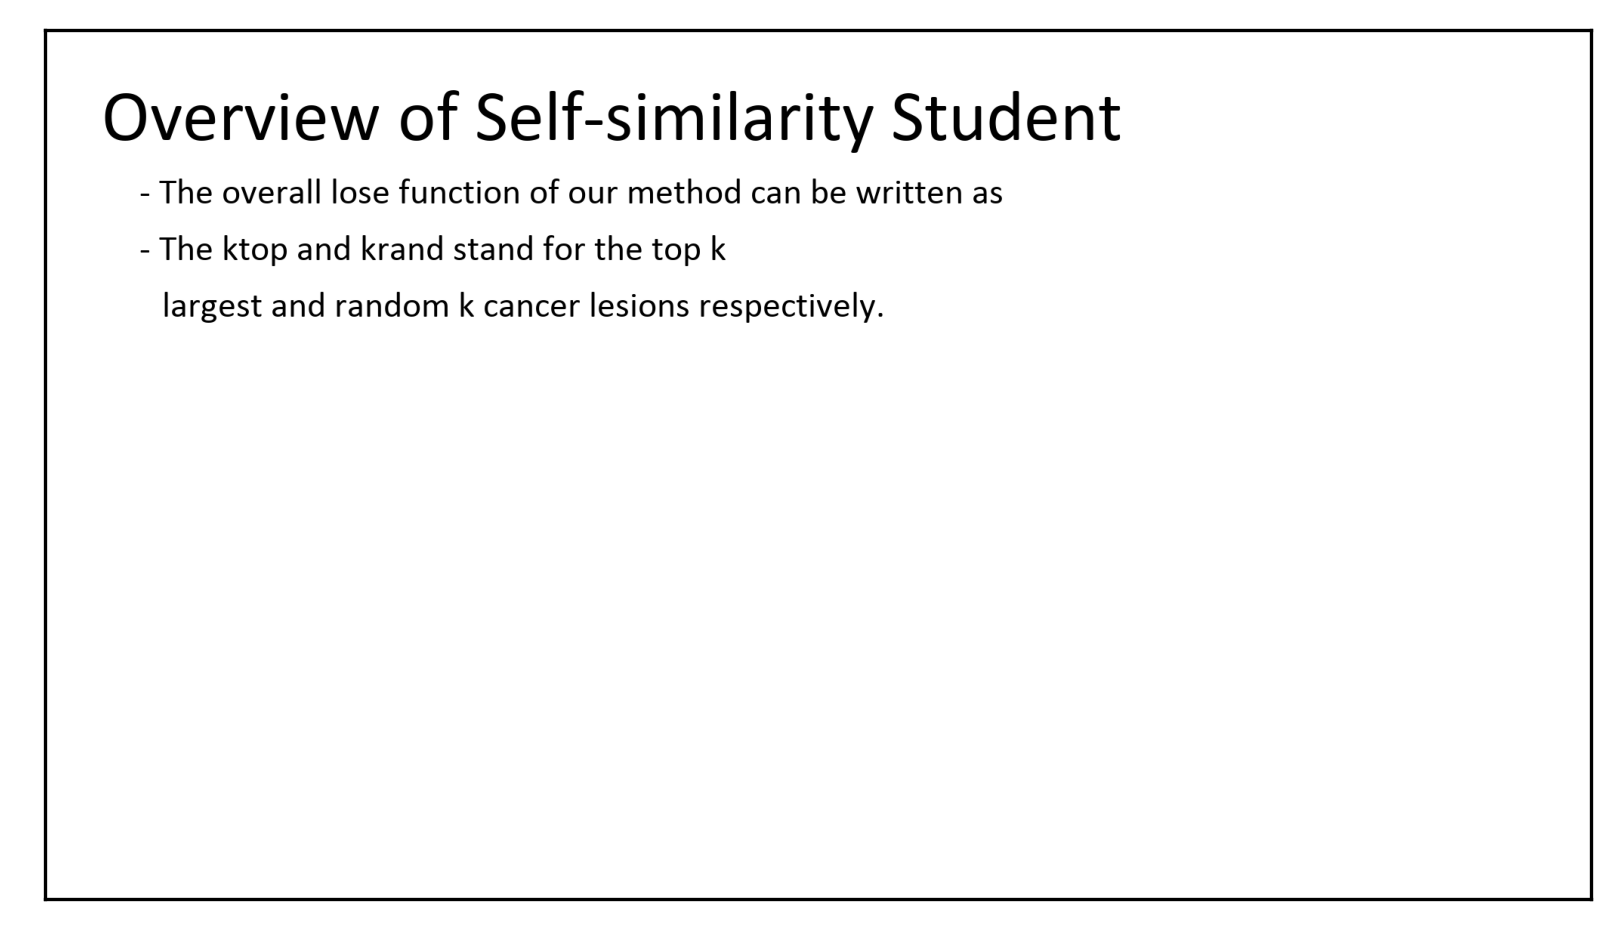 Overview of Self-similarity Student
- The overall lose function of our method can be written as
- The ktop and krand stand for the top k
largest and random k cancer lesions respectively.